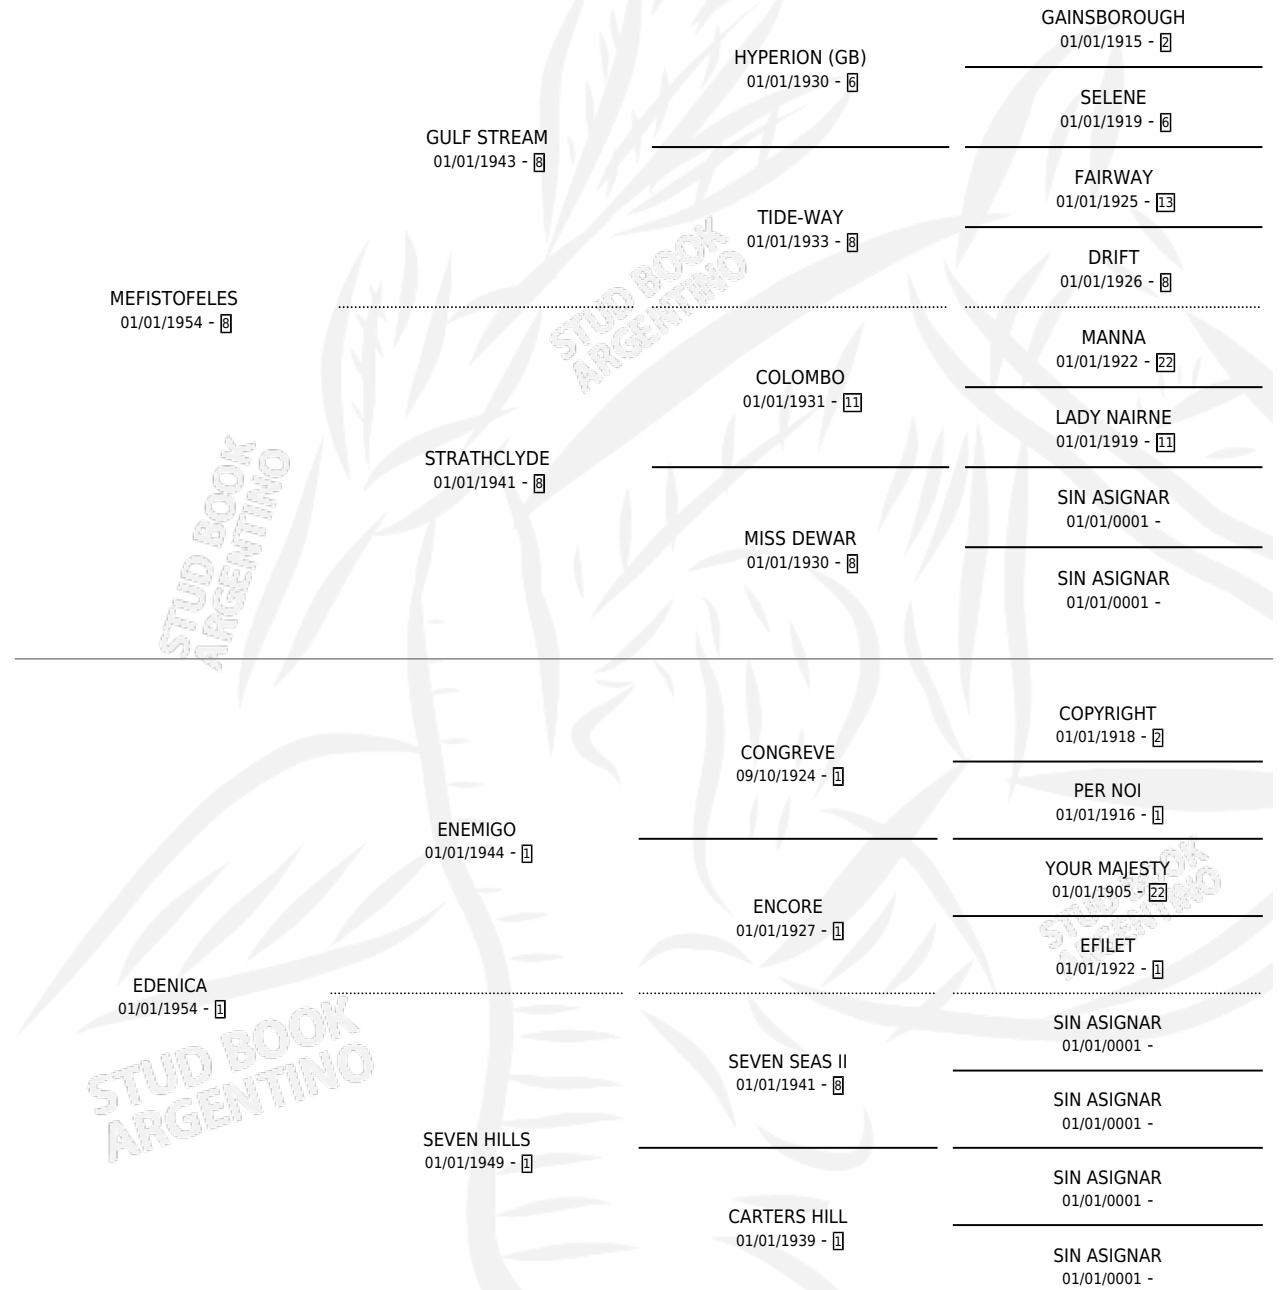 GAINSBOROUGH
01/01/1915 - 2
HYPERION (GB)
01/01/1930 - 6
SELENE
01/01/1919 - 6
GULF STREAM
01/01/1943 - 8
FAIRWAY
01/01/1925 - 13
TIDE-WAY
01/01/1933 - 8
DRIFT
01/01/1926 - 8
MEFISTOFELES
01/01/1954 - 8
MANNA
01/01/1922 - 22
COLOMBO
01/01/1931 - 11
LADY NAIRNE
01/01/1919 - 11
STRATHCLYDE
01/01/1941 - 8
SIN ASIGNAR
01/01/0001 -
MISS DEWAR
01/01/1930 - 8
SIN ASIGNAR
01/01/0001 -
COPYRIGHT
01/01/1918 - 2
CONGREVE
09/10/1924 - 1
PER NOI
01/01/1916 - 1
ENEMIGO
01/01/1944 - 1
YOUR MAJESTY
01/01/1905 - 22
ENCORE
01/01/1927 - 1
EFILET
01/01/1922 - 1
EDENICA
01/01/1954 - 1
SIN ASIGNAR
01/01/0001 -
SEVEN SEAS II
01/01/1941 - 8
SIN ASIGNAR
01/01/0001 -
SEVEN HILLS
01/01/1949 - 1
SIN ASIGNAR
01/01/0001 -
CARTERS HILL
01/01/1939 - 1
SIN ASIGNAR
01/01/0001 -
STUD BOOK
ARGENTINO
STUD BOOK
ARGENTINO
STUD BOOK
ARGENTINO
STUD BOOK
ARGENTINO